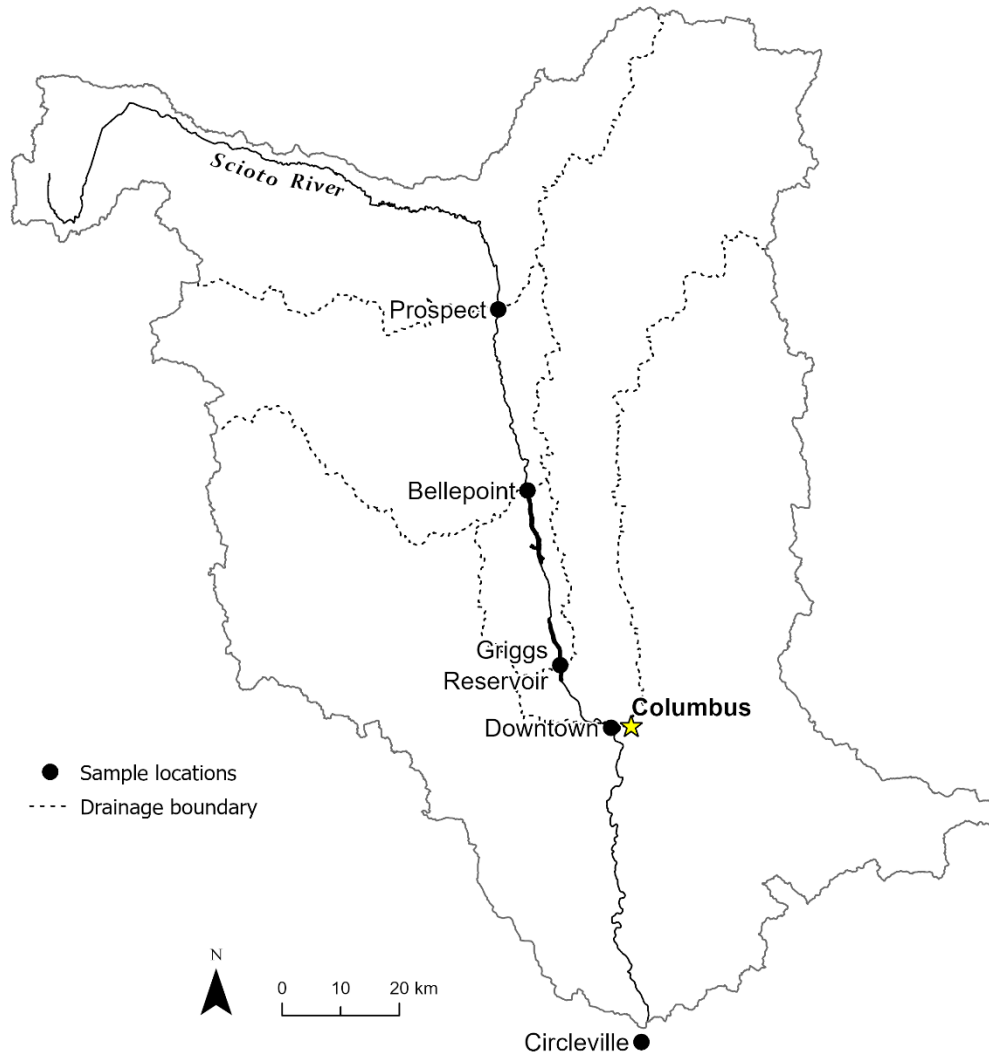 Scioto River
Prospect
Bellepoint
Griggs
Reservoir
Columbus
Downtown
Sample locations
Drainage boundary
N
0 10 20 km
Circleville